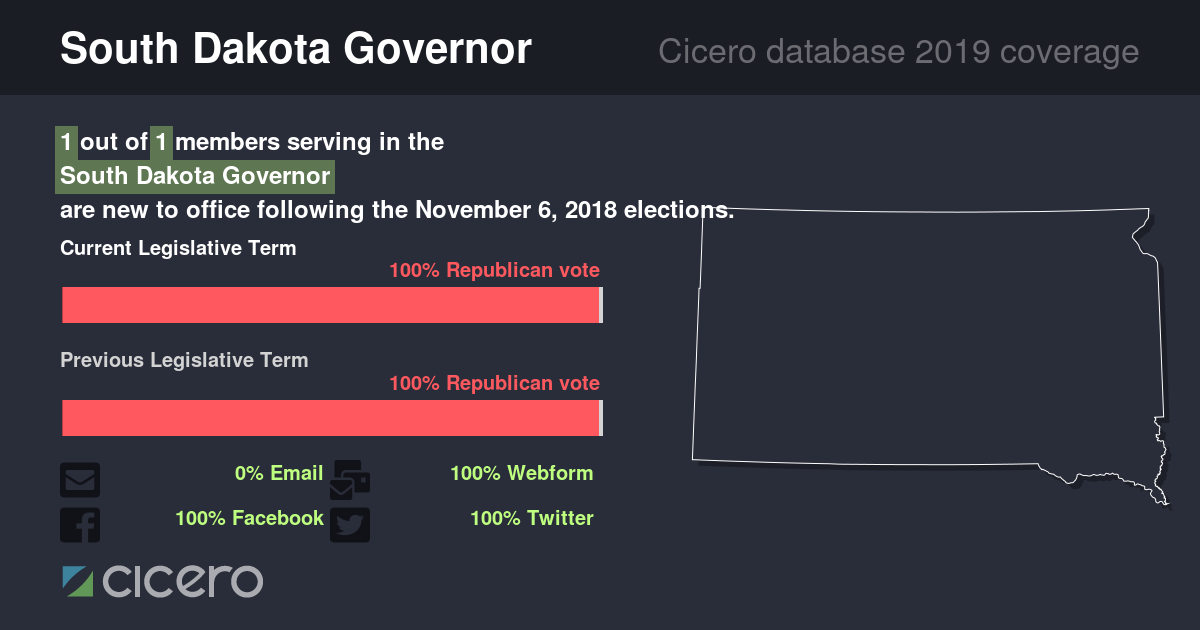 South Dakota Governor
Cicero database 2019 coverage
1 out of 1 members serving in the
South Dakota Governor
are new to office following the November 6, 2018 elections.
Current Legislative Term
100% Republican vote
Previous Legislative Term
100% Republican vote
0% Email
100% Webform
100% Facebook
100% Twitter
cicero